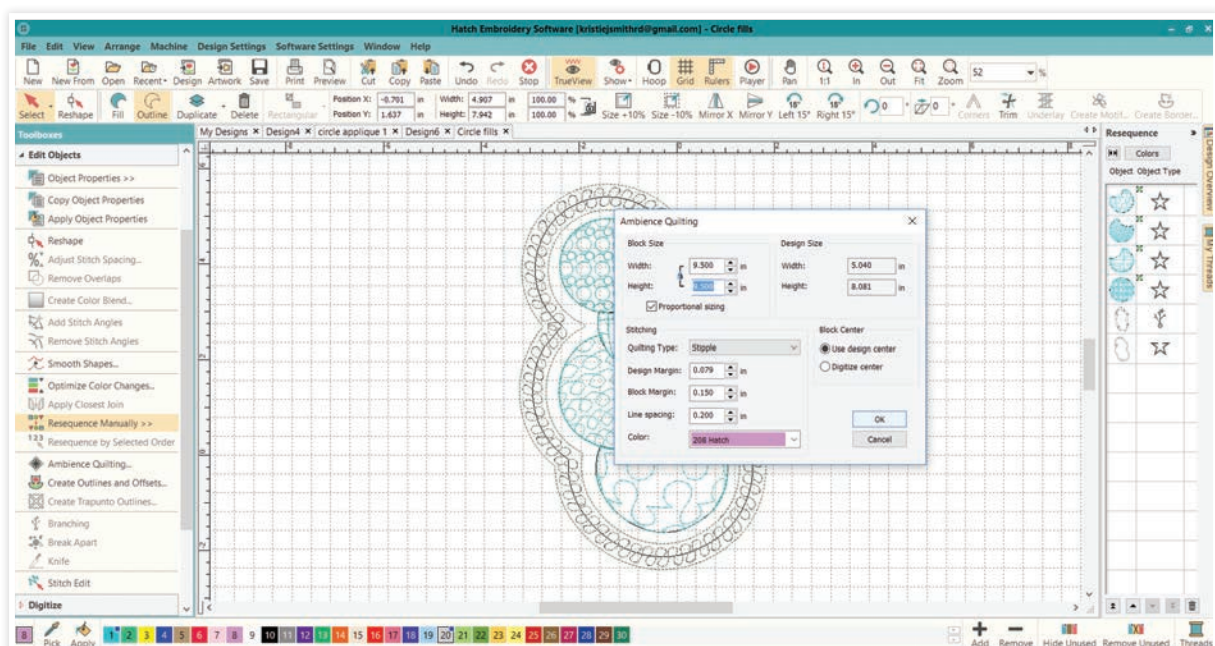 Hatch Embroidery Software [kristiejsmithrd@gmail.com] - Circle fills
File Edit View Arrange Machine Design Settings Software Settings Window Help
New New From Open Recent Design Artwork Save Print Preview Cut Copy Paste Undo Redo Stop TrueView Show Hoop Grid Rulers Player Pan 1:1 In Out Fit Zoom 52 %
Select Reshape Fill Outline Duplicate Delete Rectangular Position X: -0.701 in Width: 4.907 in 100.00 % Size +10% Size -10% Mirror X Mirror Y Left 15° Right 15° 0 0 Corners Trim Underlay Create Motif... Create Border...
Position Y: 1.637 in Height: 7.942 in 100.00 %
Toolboxes
My Designs × Design4 × circle applique 1 × Design6 × Circle fills ×
Resequence
Edit Objects
Colors
Object Object Type
Design Overview
My Threads
Object Properties >>
Copy Object Properties
Apply Object Properties
Reshape
Adjust Stitch Spacing...
Remove Overlaps
Create Color Blend...
Add Stitch Angles
Remove Stitch Angles
Smooth Shapes...
Optimize Color Changes...
Apply Closest Join
Resequence Manually >>
Resequence by Selected Order
Ambience Quilting...
Create Outlines and Offsets...
Create Trapunto Outlines...
Branching
Break Apart
Knife
Stitch Edit
Digitize
Ambience Quilting
Block Size Design Size
Width: 9.500 in Width: 5.040 in
Height: 9.500 in Height: 8.081 in
Proportional sizing
Stitching Block Center
Quilting Type: Stipple Use design center
Design Margin: 0.079 in Digitize center
Block Margin: 0.150 in
Line spacing: 0.200 in OK
Color: 208 Hatch Cancel
8 Pick Apply 1 2 3 4 5 6 7 8 9 10 11 12 13 14 15 16 17 18 19 20 21 22 23 24 25 26 27 28 29 30 Add Remove Hide Unused Remove Unused Threads